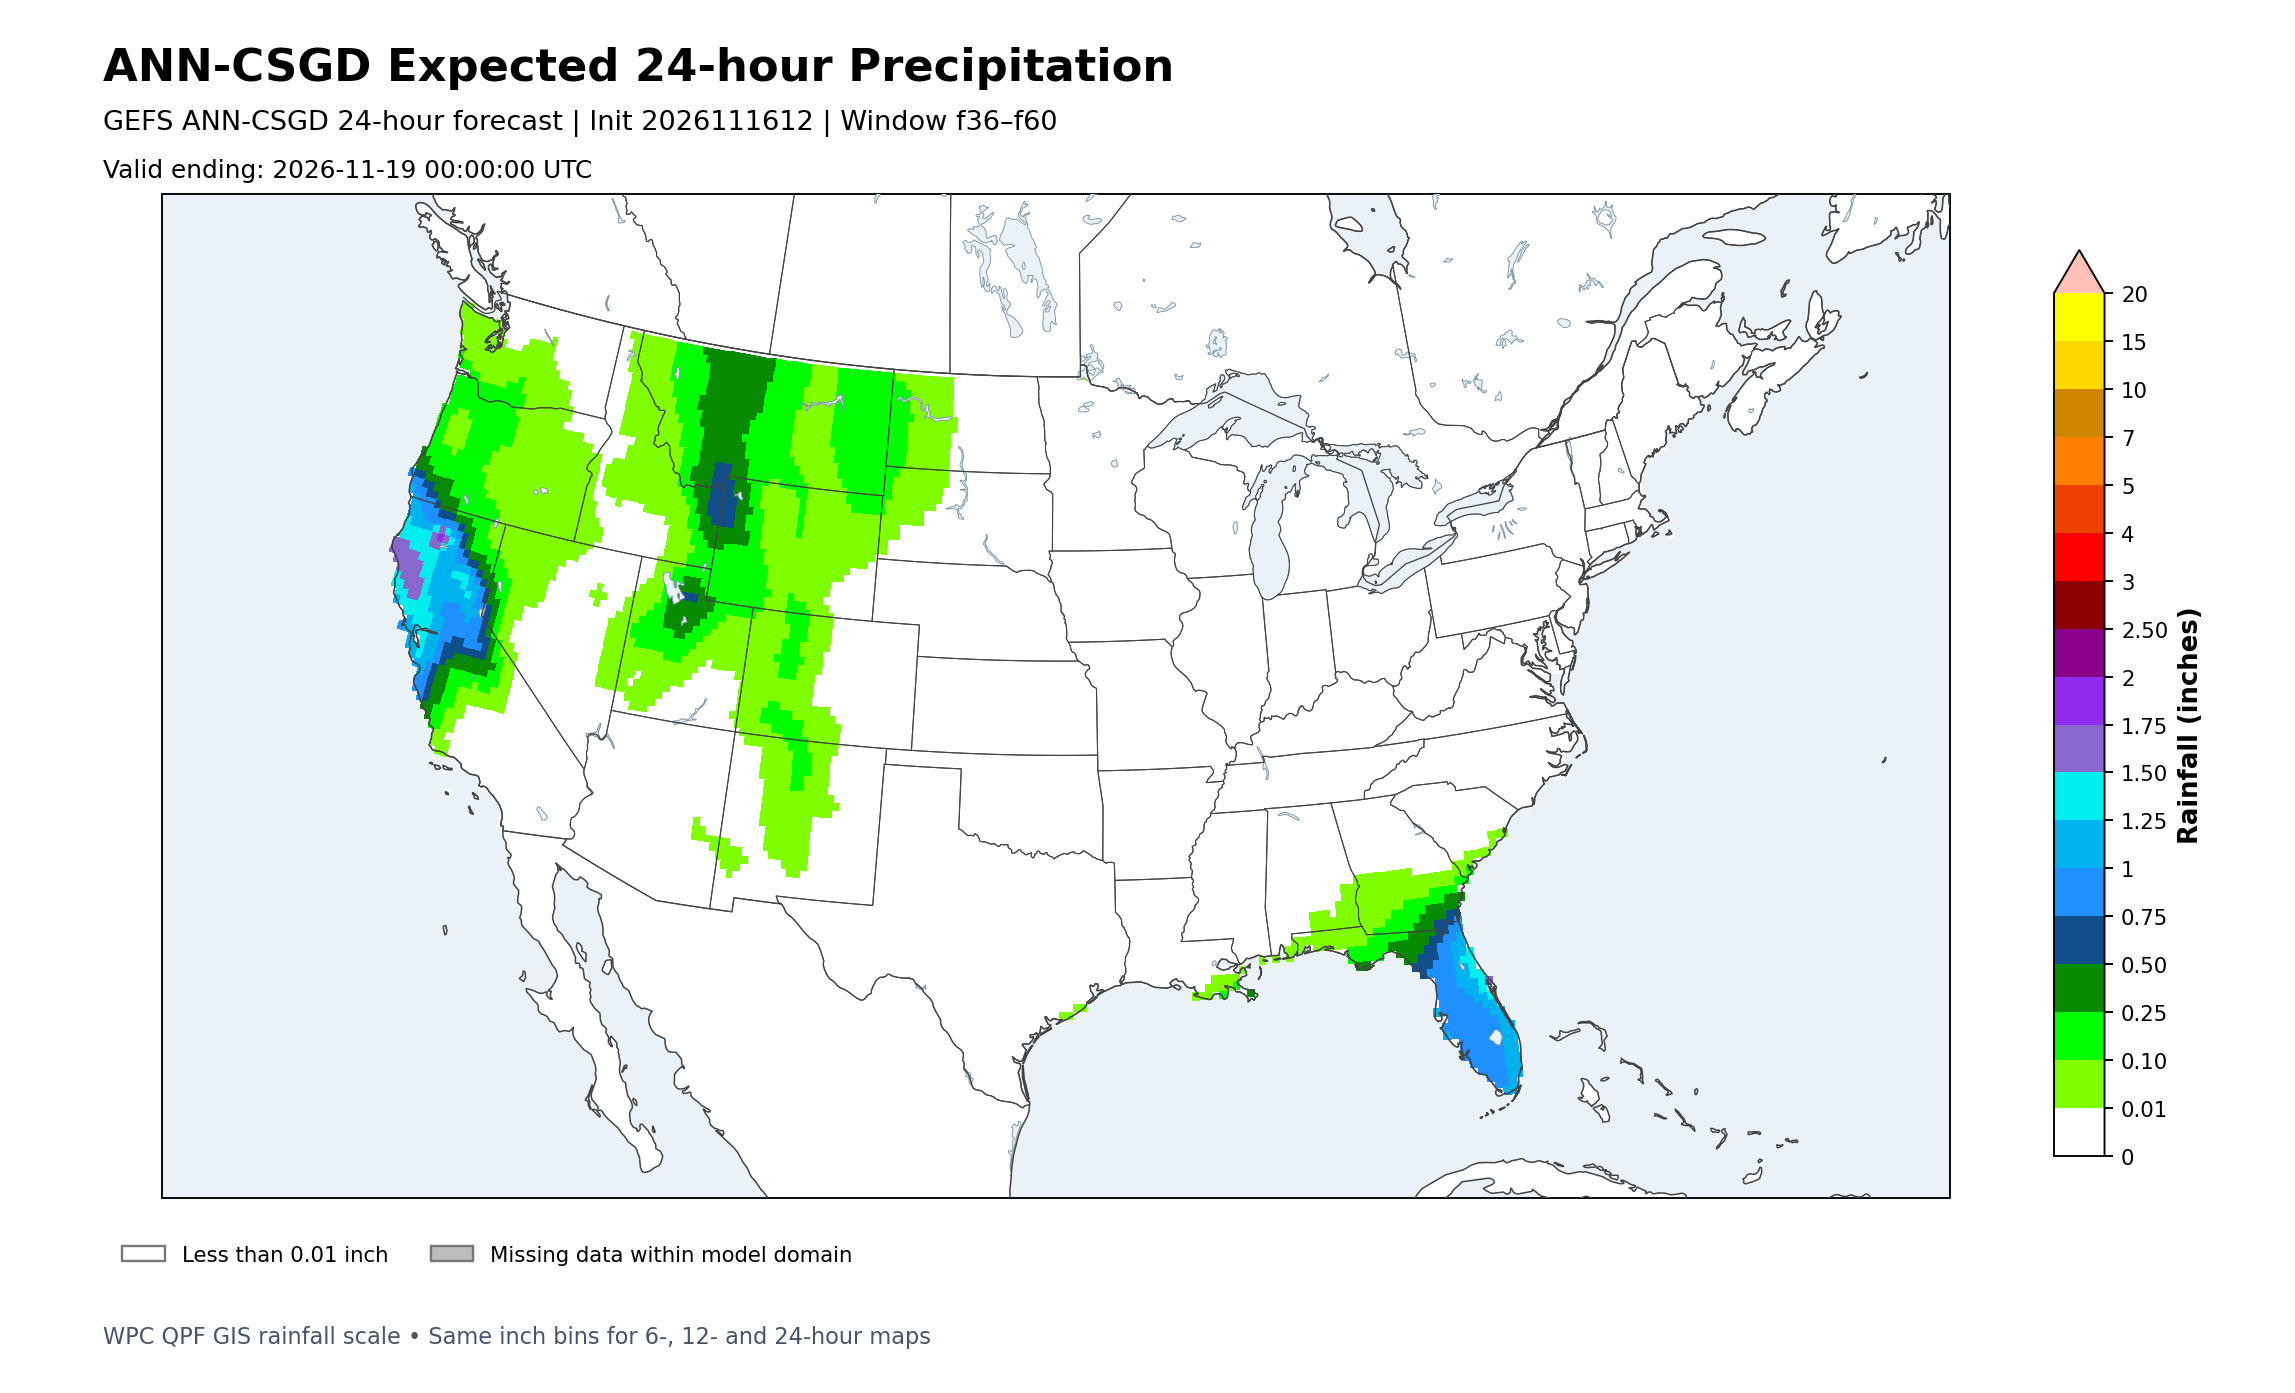 ANN-CSGD Expected 24-hour Precipitation
GEFS ANN-CSGD 24-hour forecast | Init 2026111612 | Window f36–f60
Valid ending: 2026-11-19 00:00:00 UTC
20
15
10
7
5
4
3
2.50
2
1.75
1.50
1.25
1
0.75
0.50
0.25
0.10
0.01
0
Rainfall (inches)
Less than 0.01 inch
Missing data within model domain
WPC QPF GIS rainfall scale • Same inch bins for 6-, 12- and 24-hour maps